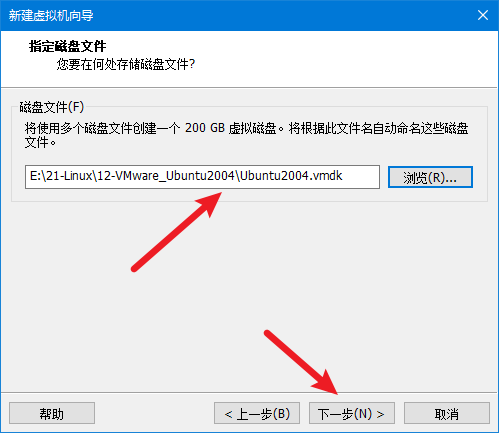 新建虚拟机向导
指定磁盘文件
您要在何处存储磁盘文件?
磁盘文件(F)
将使用多个磁盘文件创建一个 200 GB 虚拟磁盘。将根据此文件名自动命名这些磁盘
文件。
E:\21-Linux\12-VMware_Ubuntu2004\Ubuntu2004.vmdk
浏览(R)...
帮助
< 上一步(B)
下一步(N) >
取消